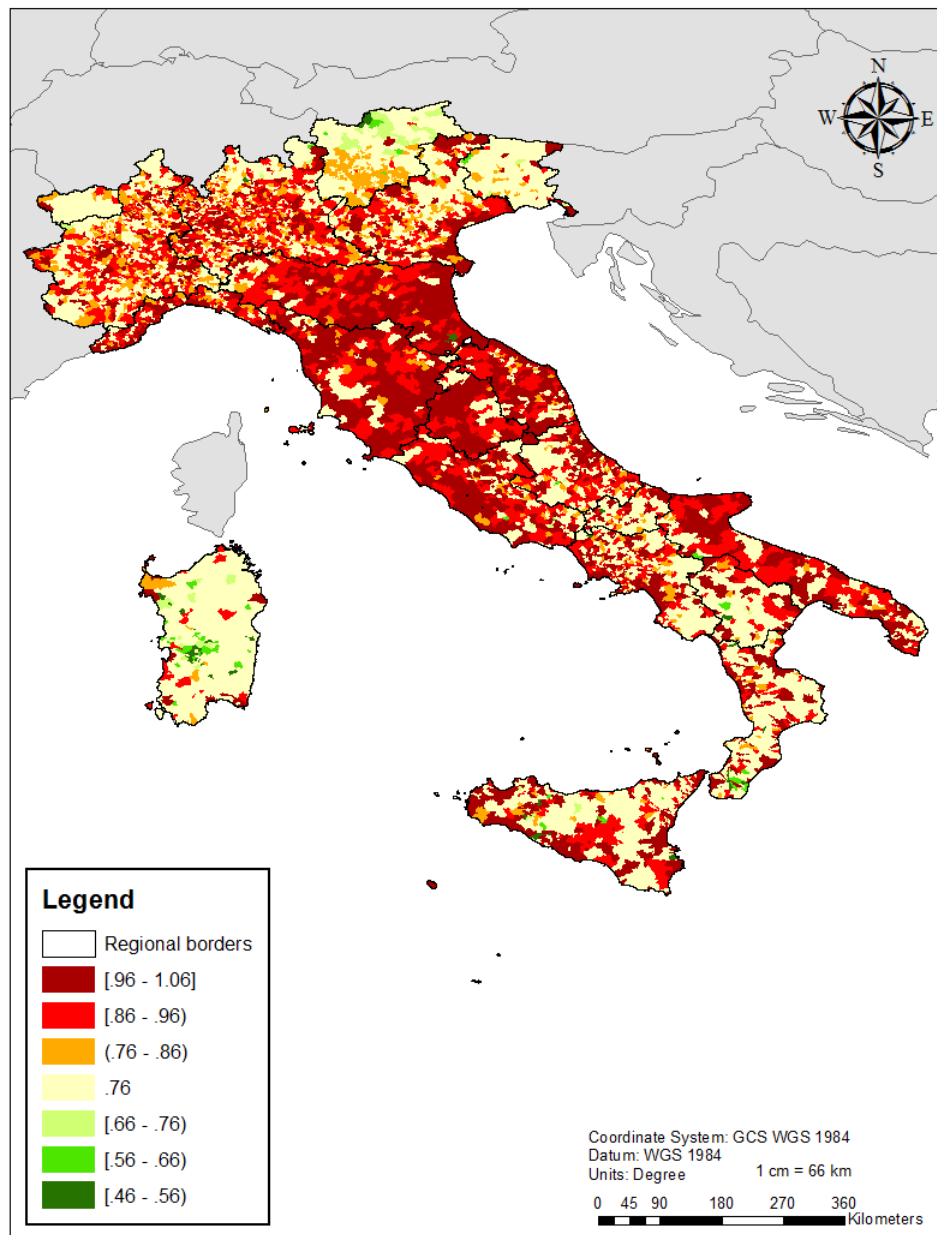 N
W E
S
Legend
Regional borders
[.96 - 1.06]
[.86 - .96)
(.76 - .86)
.76
[.66 - .76)
[.56 - .66)
[.46 - .56)
Coordinate System: GCS WGS 1984
Datum: WGS 1984
Units: Degree 1 cm = 66 km
0 45 90 180 270 360
Kilometers